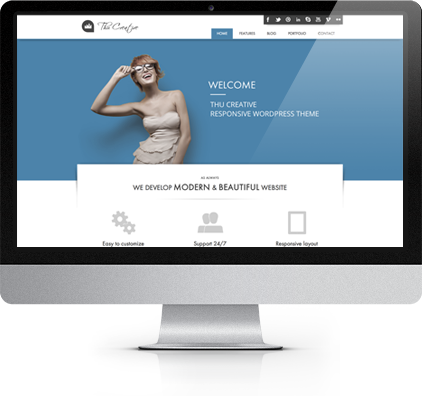 Thu Creative
HOME FEATURES BLOG PORTFOLIO CONTACT
WELCOME
THU CREATIVE
RESPONSIVE WORDPRESS THEME
WE ALWAYS
WE DEVELOP MODERN & BEAUTIFUL WEBSITE
Easy to customize Support 24/7 Responsive layout